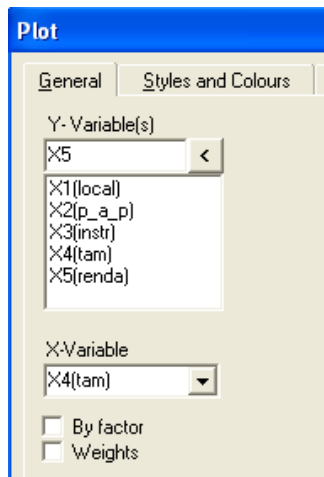 Plot
General Styles and Colours
Y- Variable(s)
X5 <
X1(local)
X2(p_a_p)
X3(instr)
X4(tam)
X5(renda)
X-Variable
X4(tam)
By factor
Weights